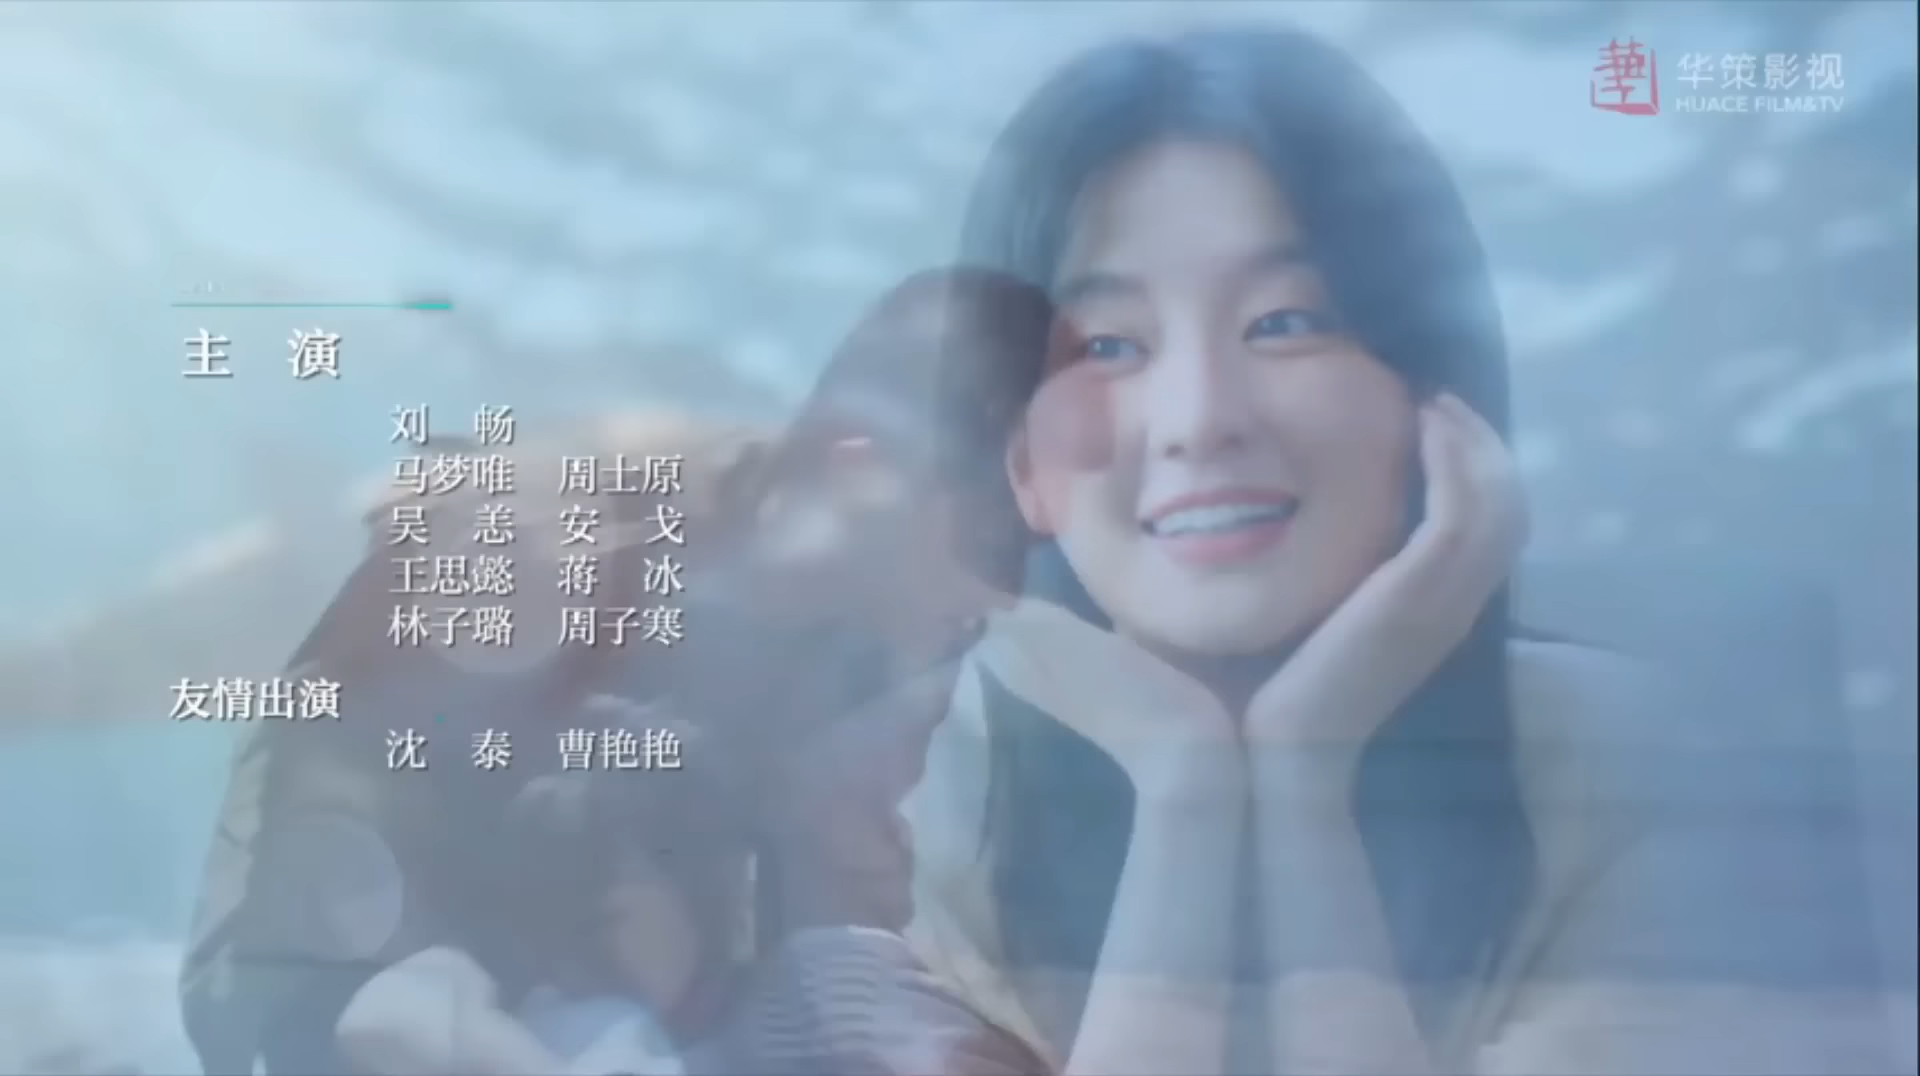 华策影视
HUACE FILM&TV
主 演
刘 畅
马梦唯 周士原
吴 恙 安 戈
王思懿 蒋 冰
林子璐 周子寒
友情出演
沈 泰 曹艳艳